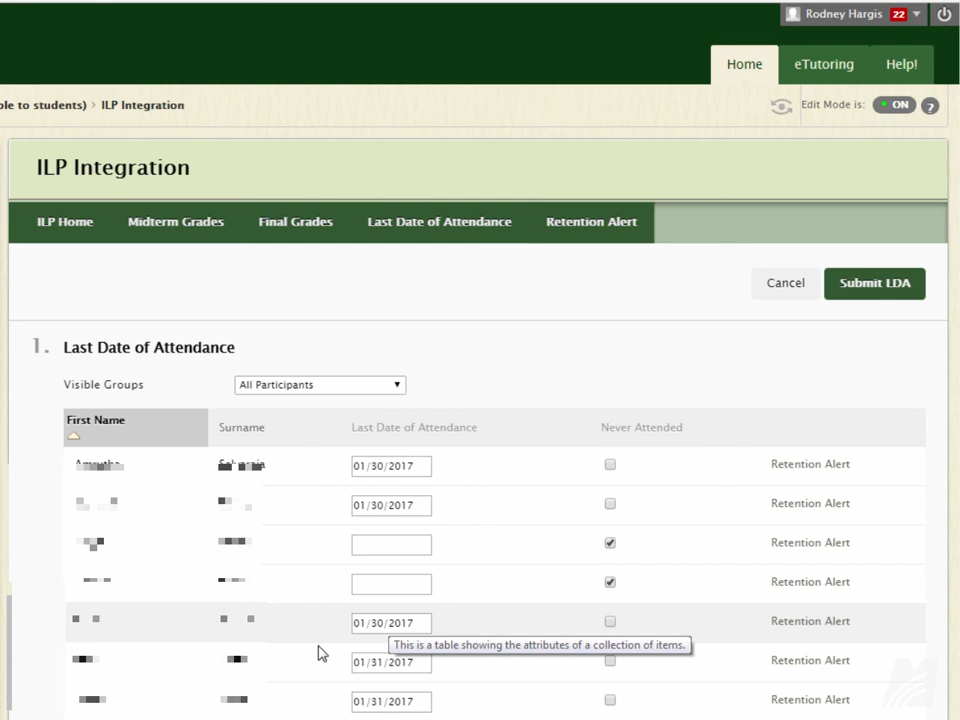 Rodney Hargis 22
Home eTutoring Help!
ble to students) > ILP Integration Edit Mode is: ON ?
ILP Integration
ILP Home Midterm Grades Final Grades Last Date of Attendance Retention Alert
Cancel Submit LDA
1. Last Date of Attendance
Visible Groups All Participants
First Name Surname Last Date of Attendance Never Attended
01/30/2017 Retention Alert
01/30/2017 Retention Alert
Retention Alert
Retention Alert
01/30/2017 Retention Alert
This is a table showing the attributes of a collection of items.
01/31/2017 Retention Alert
01/31/2017 Retention Alert